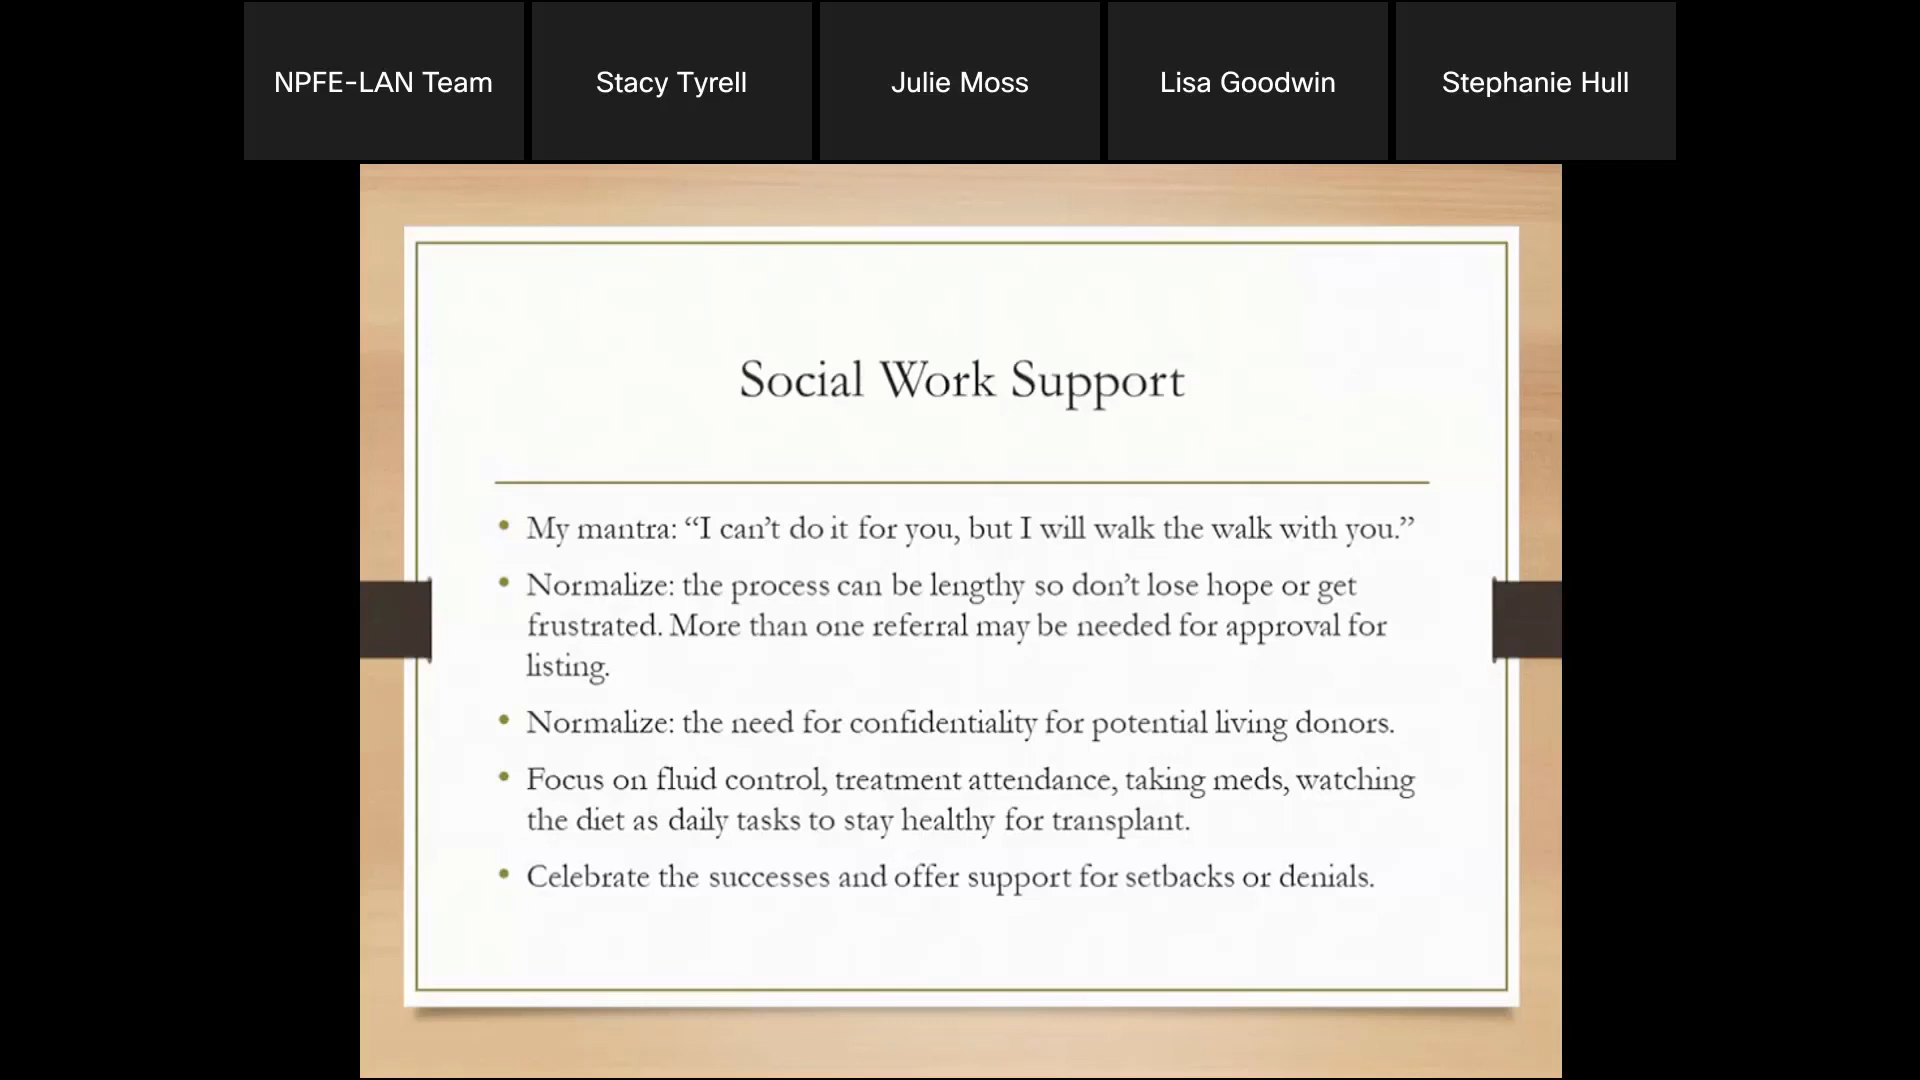 NPFE-LAN Team
Stacy Tyrell
Julie Moss
Lisa Goodwin
Stephanie Hull
Social Work Support
• My mantra: “I can’t do it for you, but I will walk the walk with you.”
• Normalize: the process can be lengthy so don’t lose hope or get
frustrated. More than one referral may be needed for approval for
listing.
• Normalize: the need for confidentiality for potential living donors.
• Focus on fluid control, treatment attendance, taking meds, watching
the diet as daily tasks to stay healthy for transplant.
• Celebrate the successes and offer support for setbacks or denials.